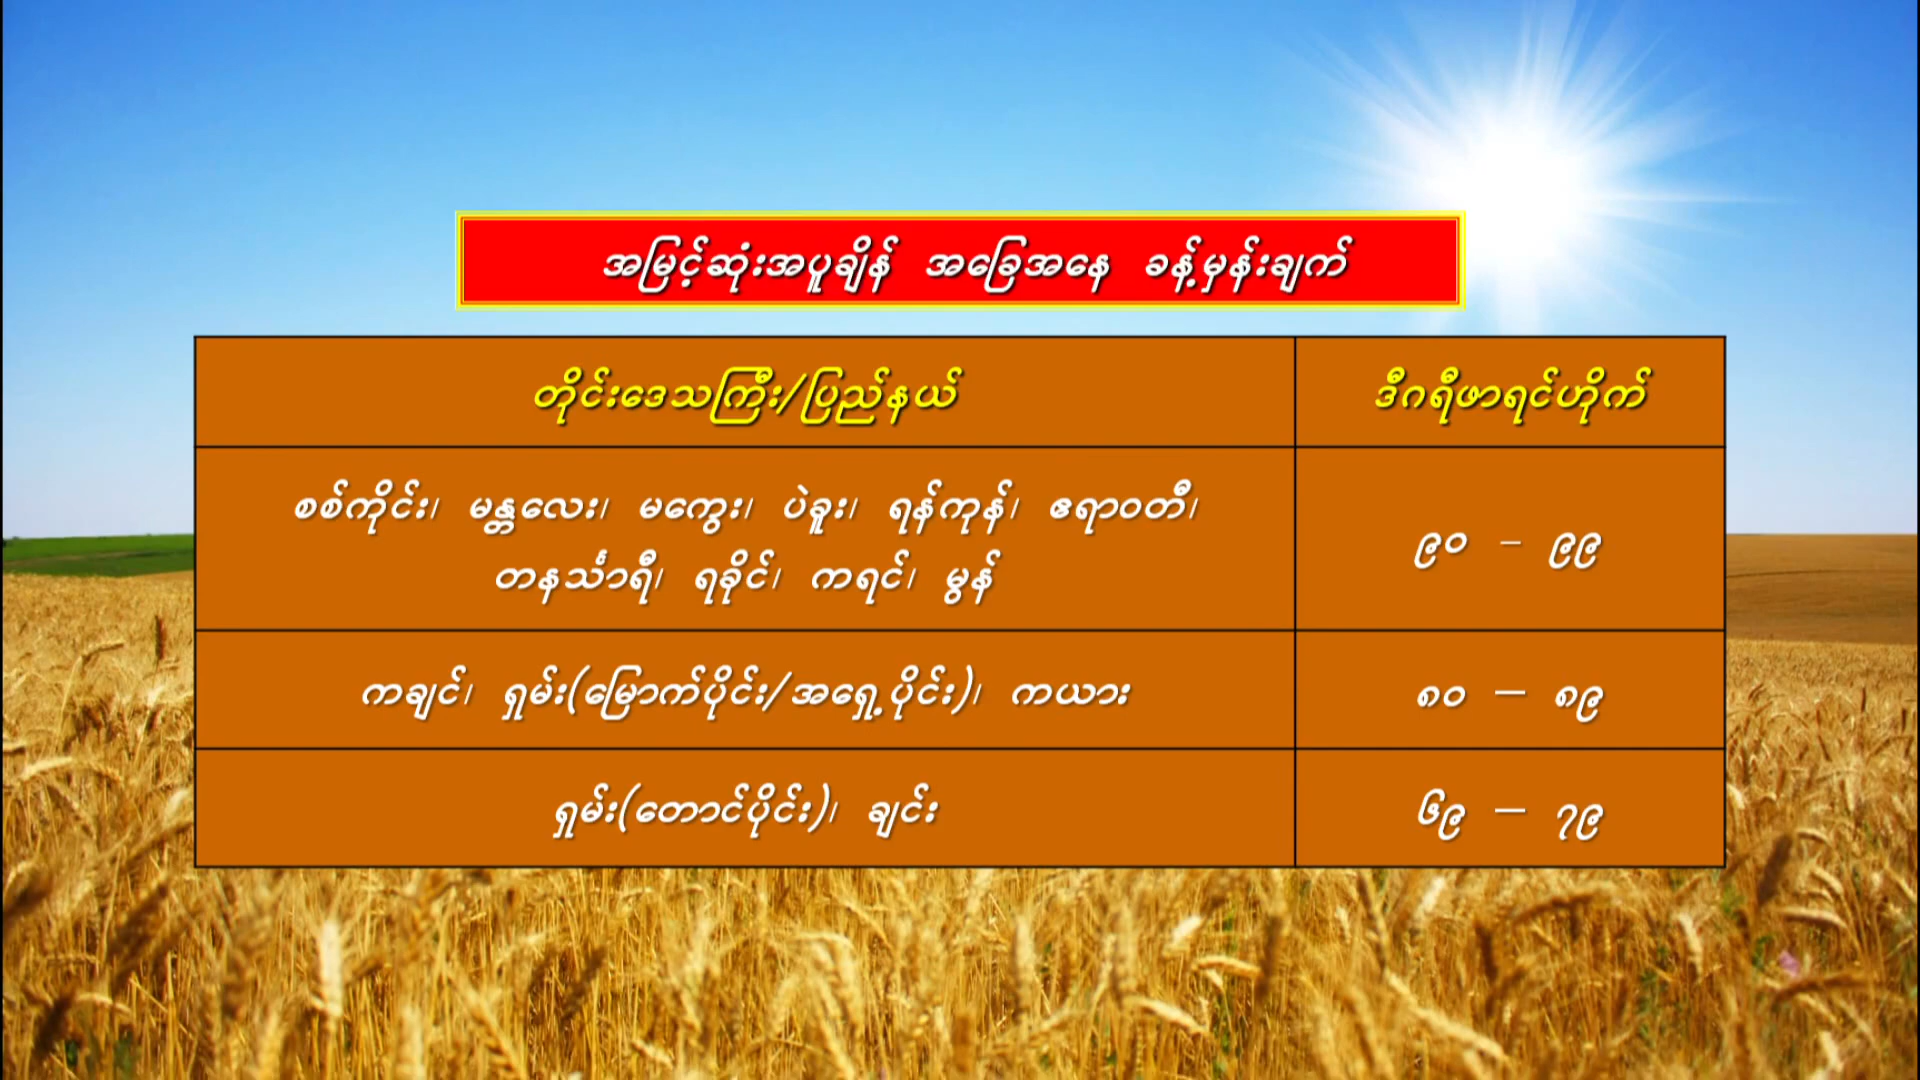 အမြင့်ဆုံးအပူချိန် အခြေအနေ ခန့်မှန်းချက်
တိုင်းဒေသကြီး/ပြည်နယ် ဒီဂရီဖာရင်ဟိုက်
စစ်ကိုင်း၊ မန္တလေး၊ မကွေး၊ ပဲခူး၊ ရန်ကုန်၊ ဧရာဝတီ၊
တနင်္သာရီ၊ ရခိုင်၊ ကရင်၊ မွန်
၉၀ - ၉၉
ကချင်၊ ရှမ်း(မြောက်ပိုင်း/အရှေ့ပိုင်း)၊ ကယား ၈၀ – ၈၉
ရှမ်း(တောင်ပိုင်း)၊ ချင်း ၆၉ – ၇၉